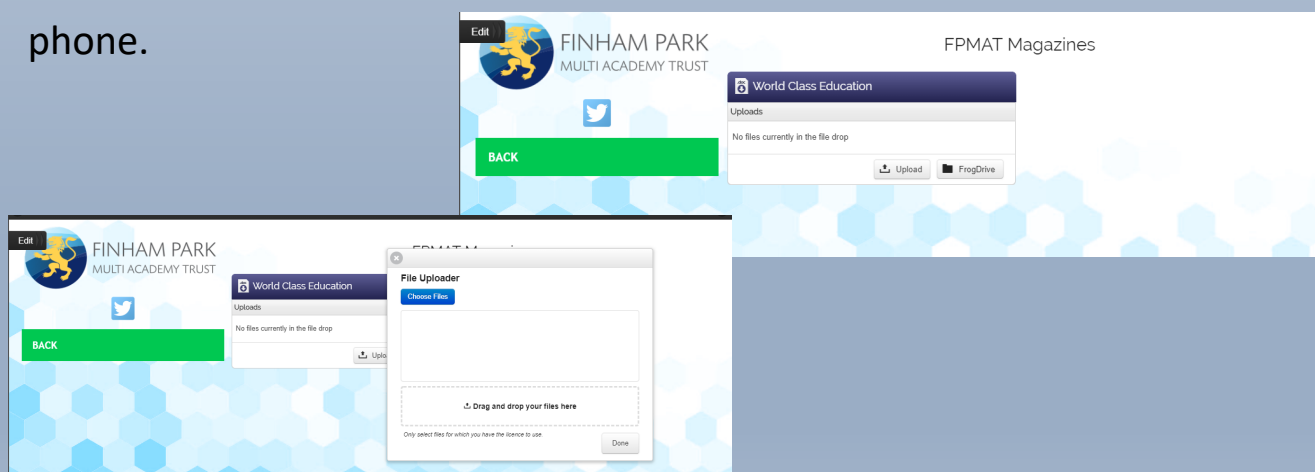 phone.
Edit
FINHAM PARK
MULTI ACADEMY TRUST
FPMAT Magazines
World Class Education
Uploads
No files currently in the file drop
Upload
FrogDrive
BACK
Edit
FINHAM PARK
MULTI ACADEMY TRUST
World Class Education
Uploads
No files currently in the file drop
BACK
File Uploader
Choose Files
Drag and drop your files here
Only select files for which you have the licence to use.
Done